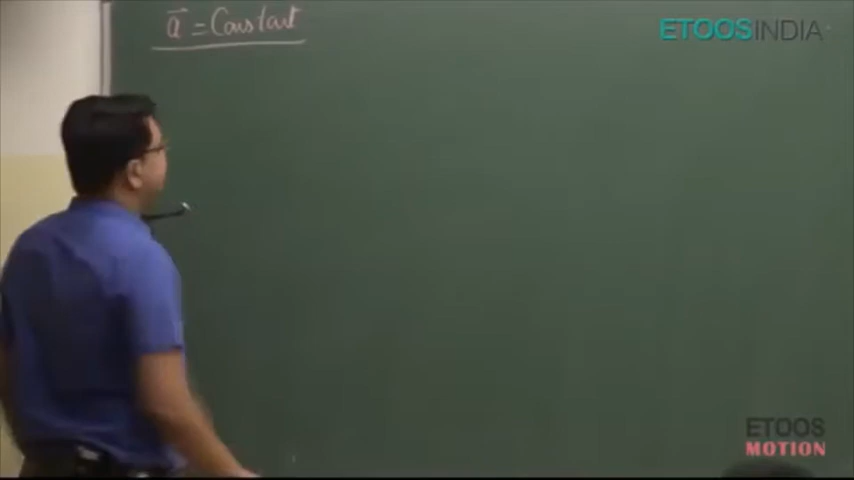 a⃗ = Constant
ETOOSINDIA
ETOOS
MOTION